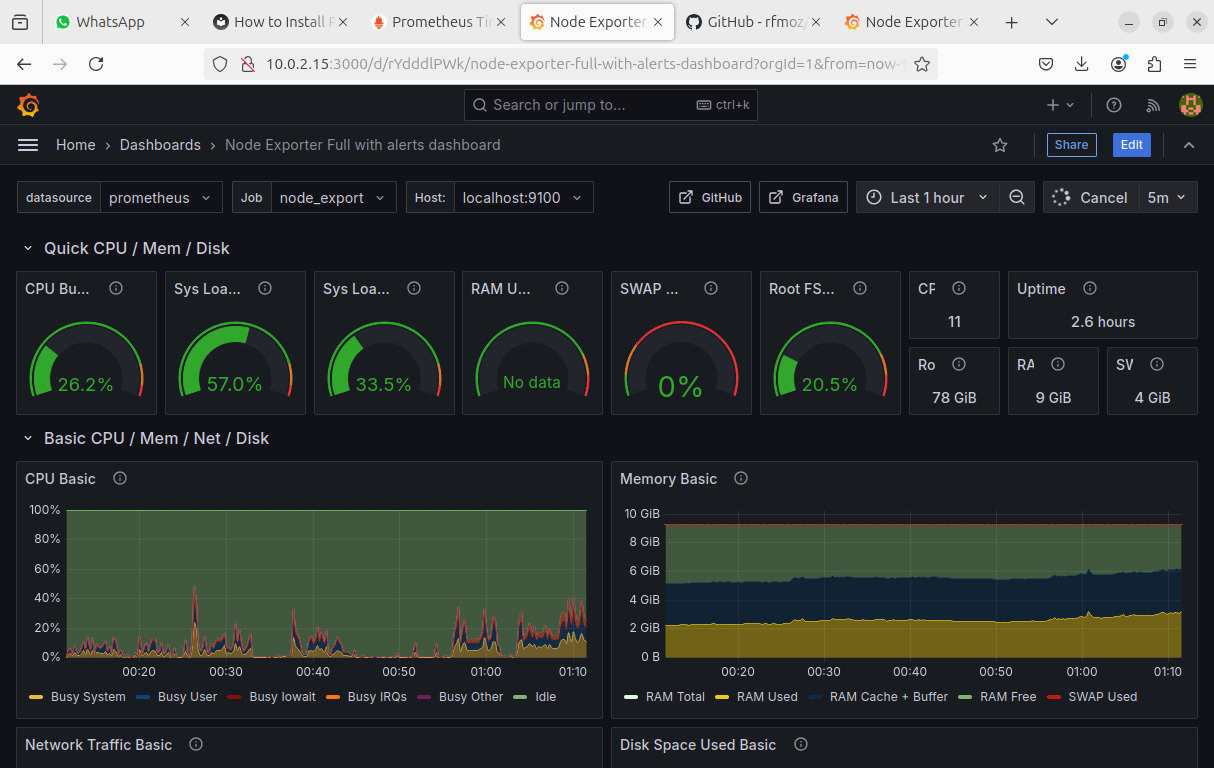 WhatsApp
How to Install P
Prometheus Tim
Node Exporter
GitHub - rfmoz/
Node Exporter
10.0.2.15:3000/d/rYdddlPWk/node-exporter-full-with-alerts-dashboard?orgId=1&from=now-1
Search or jump to...
ctrl+k
Home › Dashboards › Node Exporter Full with alerts dashboard
Share
Edit
datasource
prometheus
Job
node_export
Host:
localhost:9100
GitHub
Grafana
Last 1 hour
Cancel
5m
Quick CPU / Mem / Disk
CPU Bu...
Sys Loa...
Sys Loa...
RAM U...
SWAP ...
Root FS...
CP
Uptime
11
2.6 hours
26.2%
57.0%
33.5%
No data
0%
20.5%
Ro
RA
SV
78 GiB
9 GiB
4 GiB
Basic CPU / Mem / Net / Disk
CPU Basic
100%
80%
60%
40%
20%
0%
00:20
00:30
00:40
00:50
01:00
01:10
Busy System
Busy User
Busy Iowait
Busy IRQs
Busy Other
Idle
Memory Basic
10 GiB
8 GiB
6 GiB
4 GiB
2 GiB
0 B
00:20
00:30
00:40
00:50
01:00
01:10
RAM Total
RAM Used
RAM Cache + Buffer
RAM Free
SWAP Used
Network Traffic Basic
Disk Space Used Basic